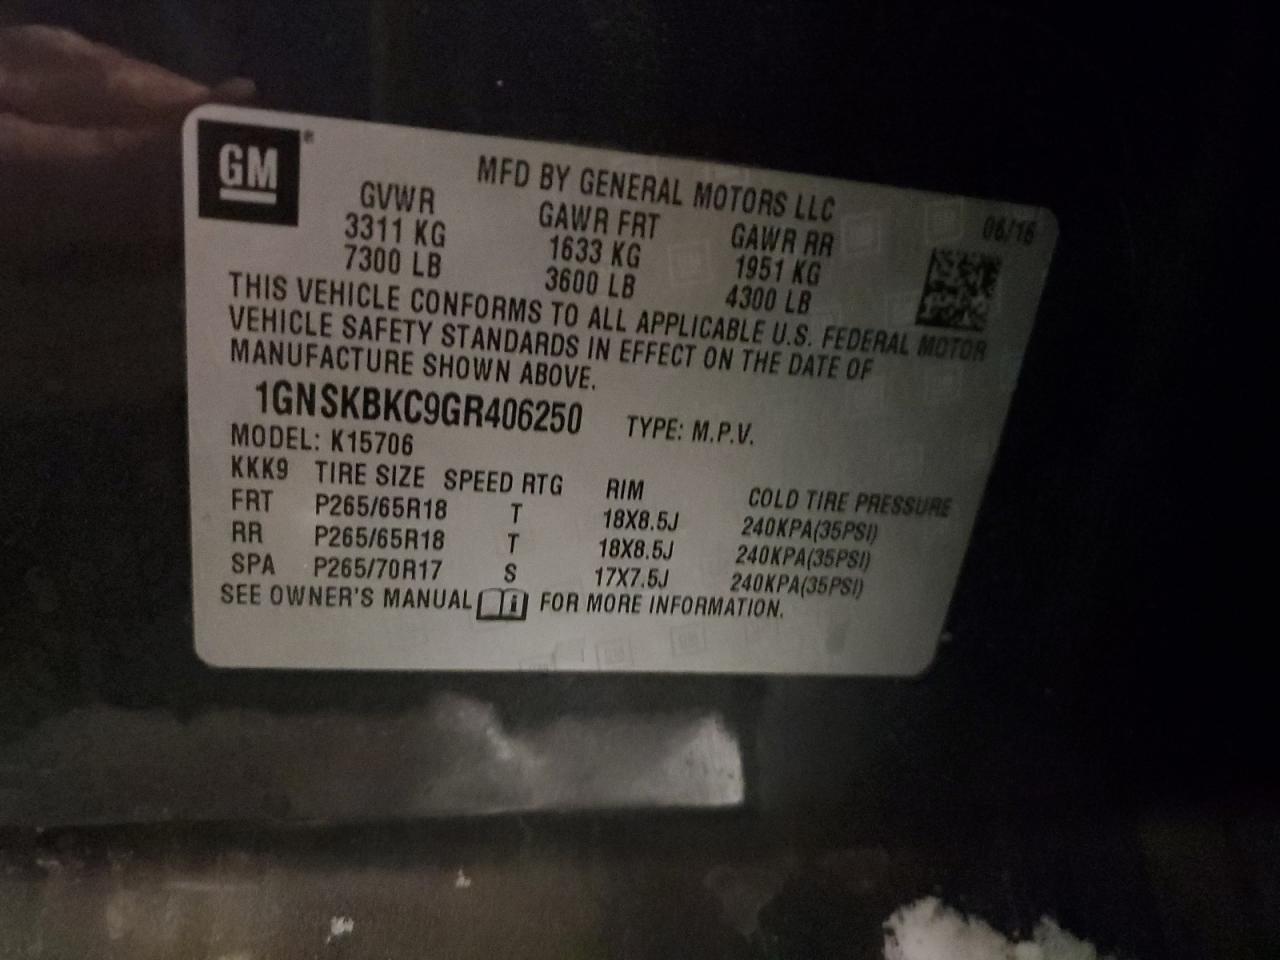 GM®
MFD BY GENERAL MOTORS LLC
06/16
GVWR GAWR FRT GAWR RR
3311 KG 1633 KG 1951 KG
7300 LB 3600 LB 4300 LB
THIS VEHICLE CONFORMS TO ALL APPLICABLE U.S. FEDERAL MOTOR
VEHICLE SAFETY STANDARDS IN EFFECT ON THE DATE OF
MANUFACTURE SHOWN ABOVE.
1GNSKBKC9GR406250 TYPE: M.P.V.
MODEL: K15706
KKK9 TIRE SIZE SPEED RTG RIM COLD TIRE PRESSURE
FRT P265/65R18 T 18X8.5J 240KPA(35PSI)
RR P265/65R18 T 18X8.5J 240KPA(35PSI)
SPA P265/70R17 S 17X7.5J 240KPA(35PSI)
SEE OWNER'S MANUAL i FOR MORE INFORMATION.